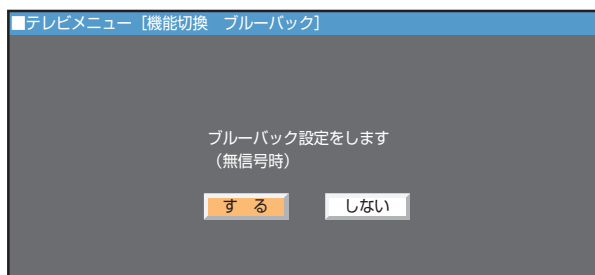 ■テレビメニュー［機能切換　ブルーバック］
ブルーバック設定をします
（無信号時）
す　る
しない